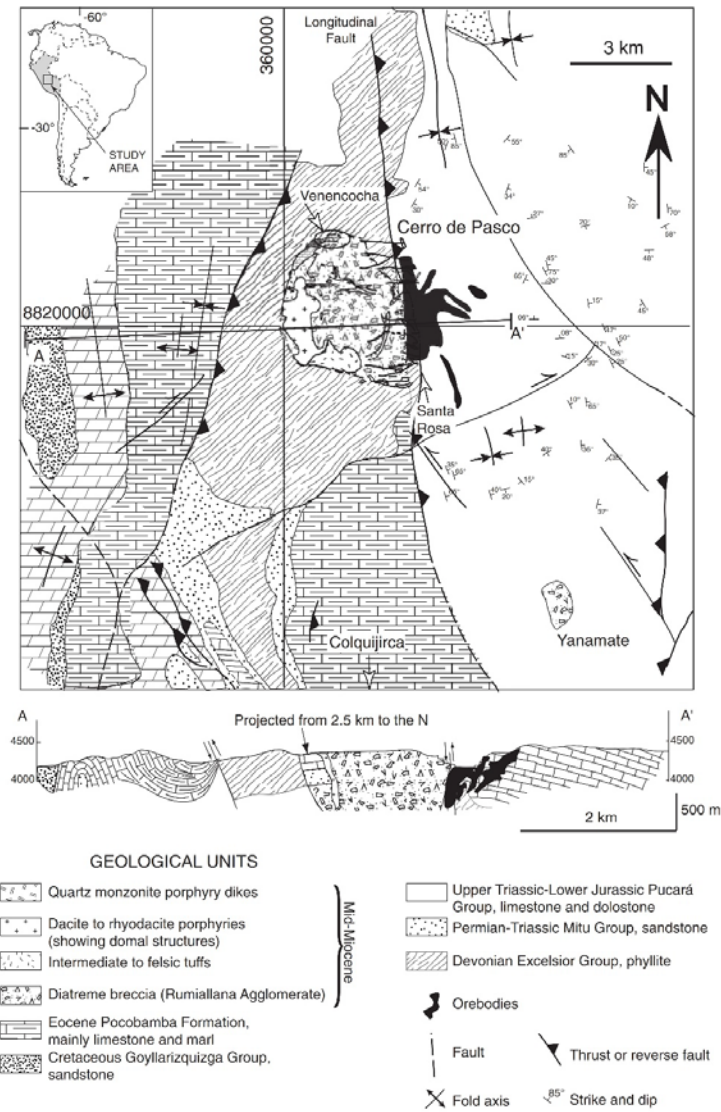 -60°
-30°
STUDY
AREA
360000
Longitudinal
Fault
3 km
N
Venencocha
Cerro de Pasco
8820000
A
A'
Santa
Rosa
Colquijirca
Yanamate
A
Projected from 2.5 km to the N
A'
4500
4000
4500
4000
500 m
2 km
GEOLOGICAL UNITS
Quartz monzonite porphyry dikes
Dacite to rhyodacite porphyries
(showing domal structures)
Intermediate to felsic tuffs
Diatreme breccia (Rumiallana Agglomerate)
Mid-Miocene
Eocene Pocobamba Formation,
mainly limestone and marl
Cretaceous Goyllarizquizga Group,
sandstone
Upper Triassic-Lower Jurassic Pucará
Group, limestone and dolostone
Permian-Triassic Mitu Group, sandstone
Devonian Excelsior Group, phyllite
Orebodies
Fault
Thrust or reverse fault
Fold axis
85°
Strike and dip